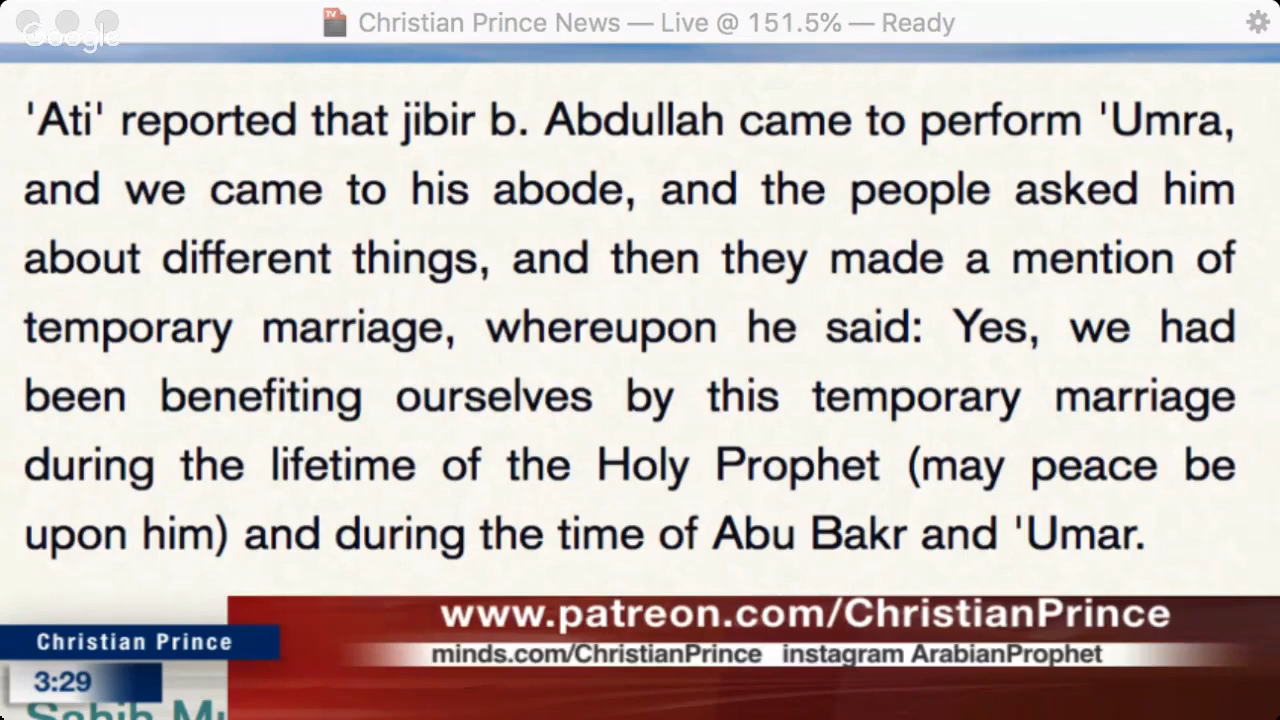 Christian Prince News — Live @ 151.5% — Ready
Google
'Ati' reported that jibir b. Abdullah came to perform 'Umra,
and we came to his abode, and the people asked him
about different things, and then they made a mention of
temporary marriage, whereupon he said: Yes, we had
been benefiting ourselves by this temporary marriage
during the lifetime of the Holy Prophet (may peace be
upon him) and during the time of Abu Bakr and 'Umar.
www.patreon.com/ChristianPrince
Christian Prince
minds.com/ChristianPrince instagram ArabianProphet
3:29
Sahih